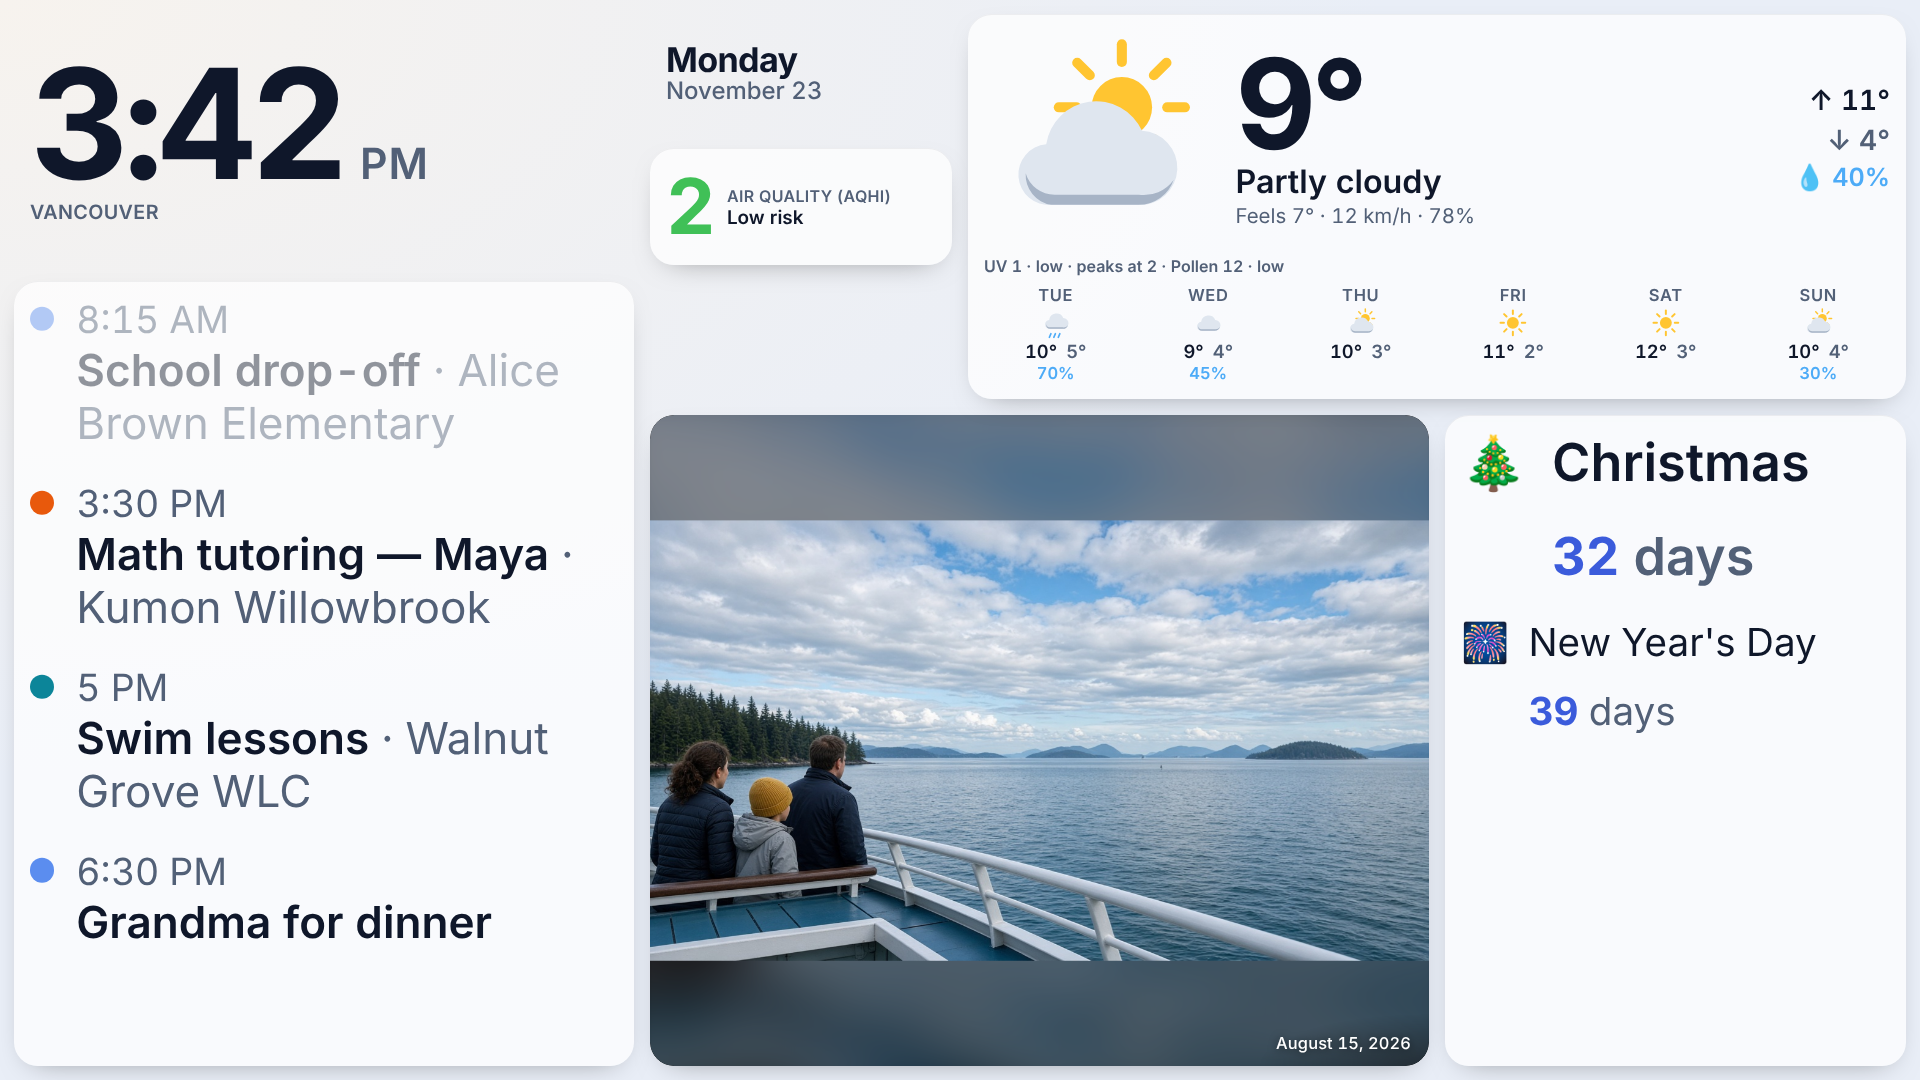 3:42 PM
VANCOUVER
Monday
November 23
2
AIR QUALITY (AQHI)
Low risk
9°
Partly cloudy
Feels 7° · 12 km/h · 78%
↑ 11°
↓ 4°
💧 40%
UV 1 · low · peaks at 2 · Pollen 12 · low
TUE WED THU FRI SAT SUN
10° 5° 9° 4° 10° 3° 11° 2° 12° 3° 10° 4°
70% 45% 30%
8:15 AM
School drop-off · Alice
Brown Elementary
3:30 PM
Math tutoring — Maya ·
Kumon Willowbrook
5 PM
Swim lessons · Walnut
Grove WLC
6:30 PM
Grandma for dinner
August 15, 2026
🎄 Christmas
32 days
🎆 New Year's Day
39 days